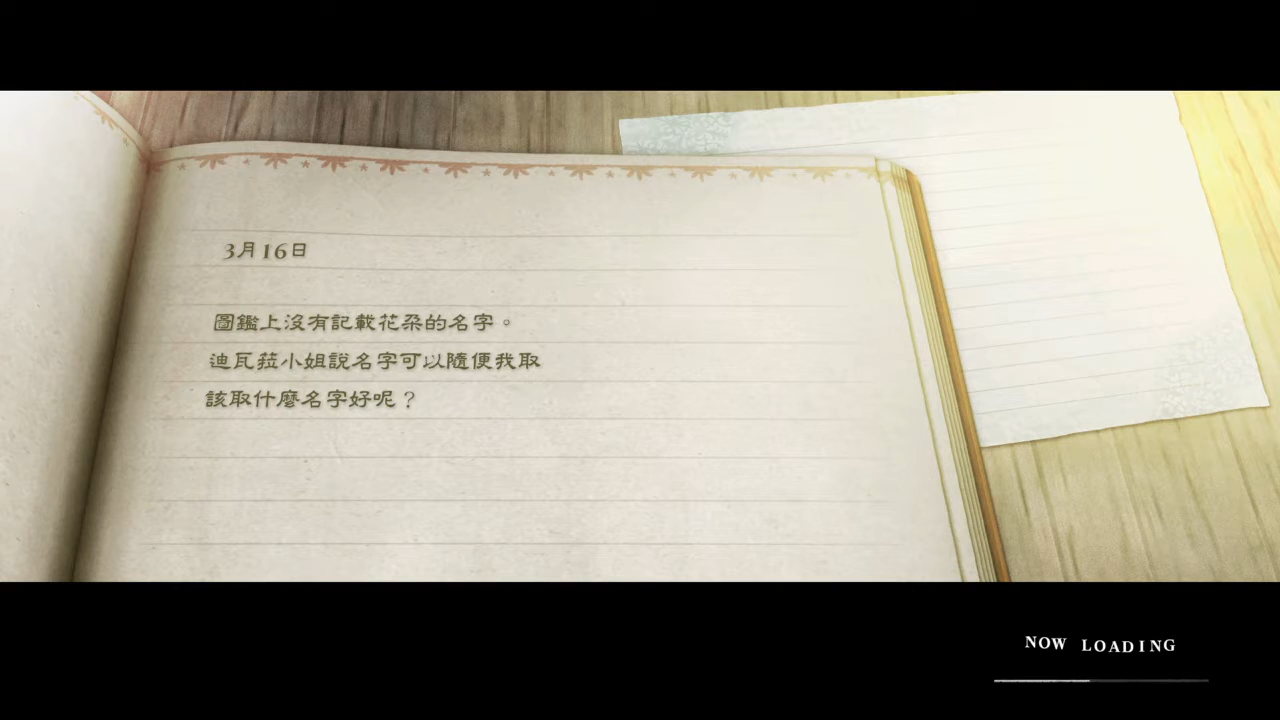 3月16日
圖鑑上沒有記載花朶的名字。
迪瓦菈小姐說名字可以隨便我取
該取什麼名字好呢？
NOW LOADING